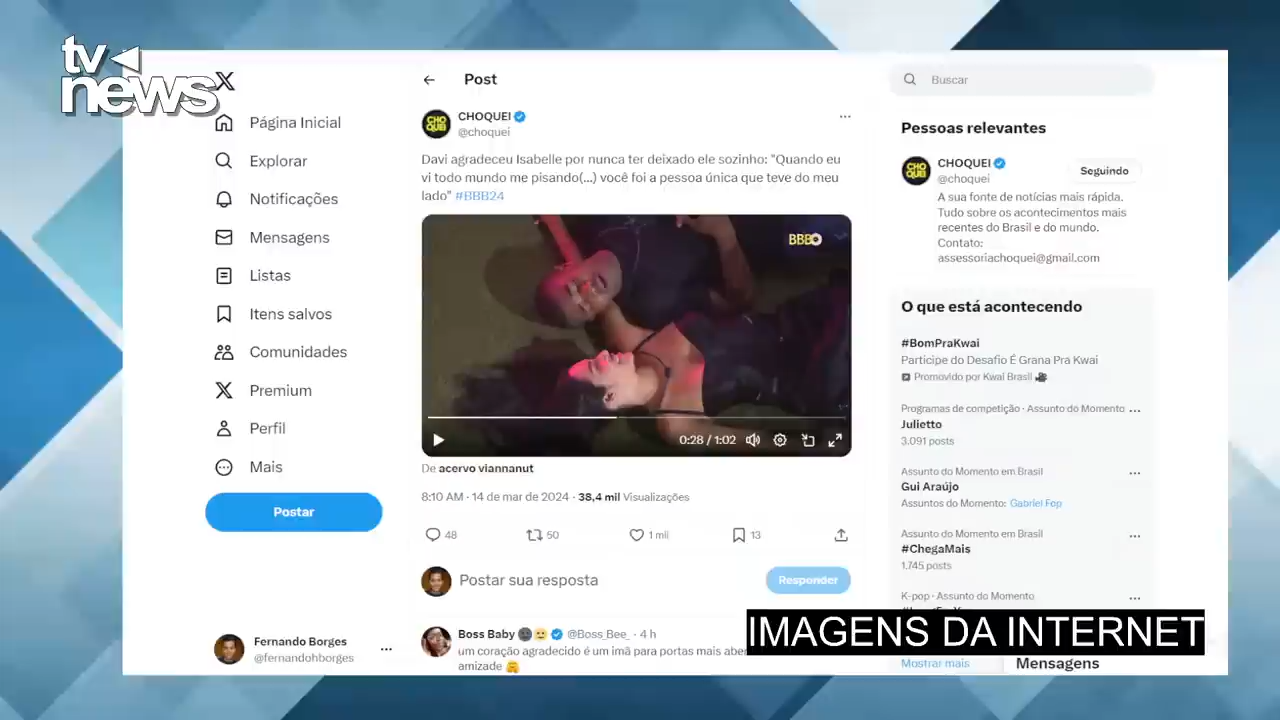 tv
news
Página Inicial
Explorar
Notificações
Mensagens
Listas
Itens salvos
Comunidades
Premium
Perfil
Mais
Postar
Fernando Borges
@fernandohborges
Post
CHOQUEI
@choquei
Davi agradeceu Isabelle por nunca ter deixado ele sozinho: "Quando eu
vi todo mundo me pisando(...) você foi a pessoa única que teve do meu
lado" #BBB24
BBB
0:28 / 1:02
De acervo viannanut
8:10 AM · 14 de mar de 2024 · 38,4 mil Visualizações
48
50
1 mil
13
Postar sua resposta
Responder
Boss Baby @Boss_Bee_ · 4 h
um coração agradecido é um imã para portas mais
amizade
Buscar
Pessoas relevantes
CHOQUEI
@choquei
Seguindo
A sua fonte de notícias mais rápida.
Tudo sobre os acontecimentos mais
recentes do Brasil e do mundo.
Contato:
assessoriachoquei@gmail.com
O que está acontecendo
#BomPraKwai
Participe do Desafio É Grana Pra Kwai
Promovido por Kwai Brasil
Programas de competição · Assunto do Momento
Julietto
3.091 posts
Assunto do Momento em Brasil
Gui Araújo
Assuntos do Momento: Gabriel Fop
Assunto do Momento em Brasil
#ChegaMais
1.745 posts
K-pop · Assunto do Momento
IMAGENS DA INTERNET
Mostrar mais
Mensagens